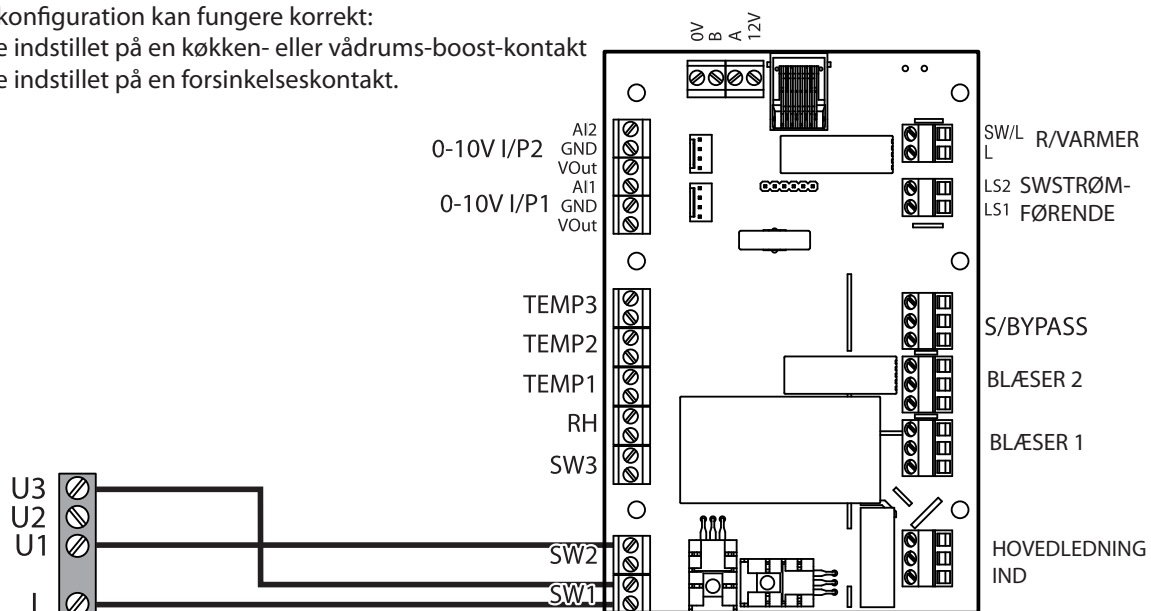 konfiguration kan fungere korrekt:
e indstillet på en køkken- eller vådrums-boost-kontakt
e indstillet på en forsinkelseskontakt.
0V
B
A
12V
0-10V I/P2
AI2
GND
VOut
0-10V I/P1
AI1
GND
VOut
SW/L
L
R/VARMER
LS2
LS1
SWSTRØM-
FØRENDE
TEMP3
TEMP2
TEMP1
RH
SW3
SW2
SW1
S/BYPASS
BLÆSER 2
BLÆSER 1
HOVEDLEDNING
IND
U3
U2
U1